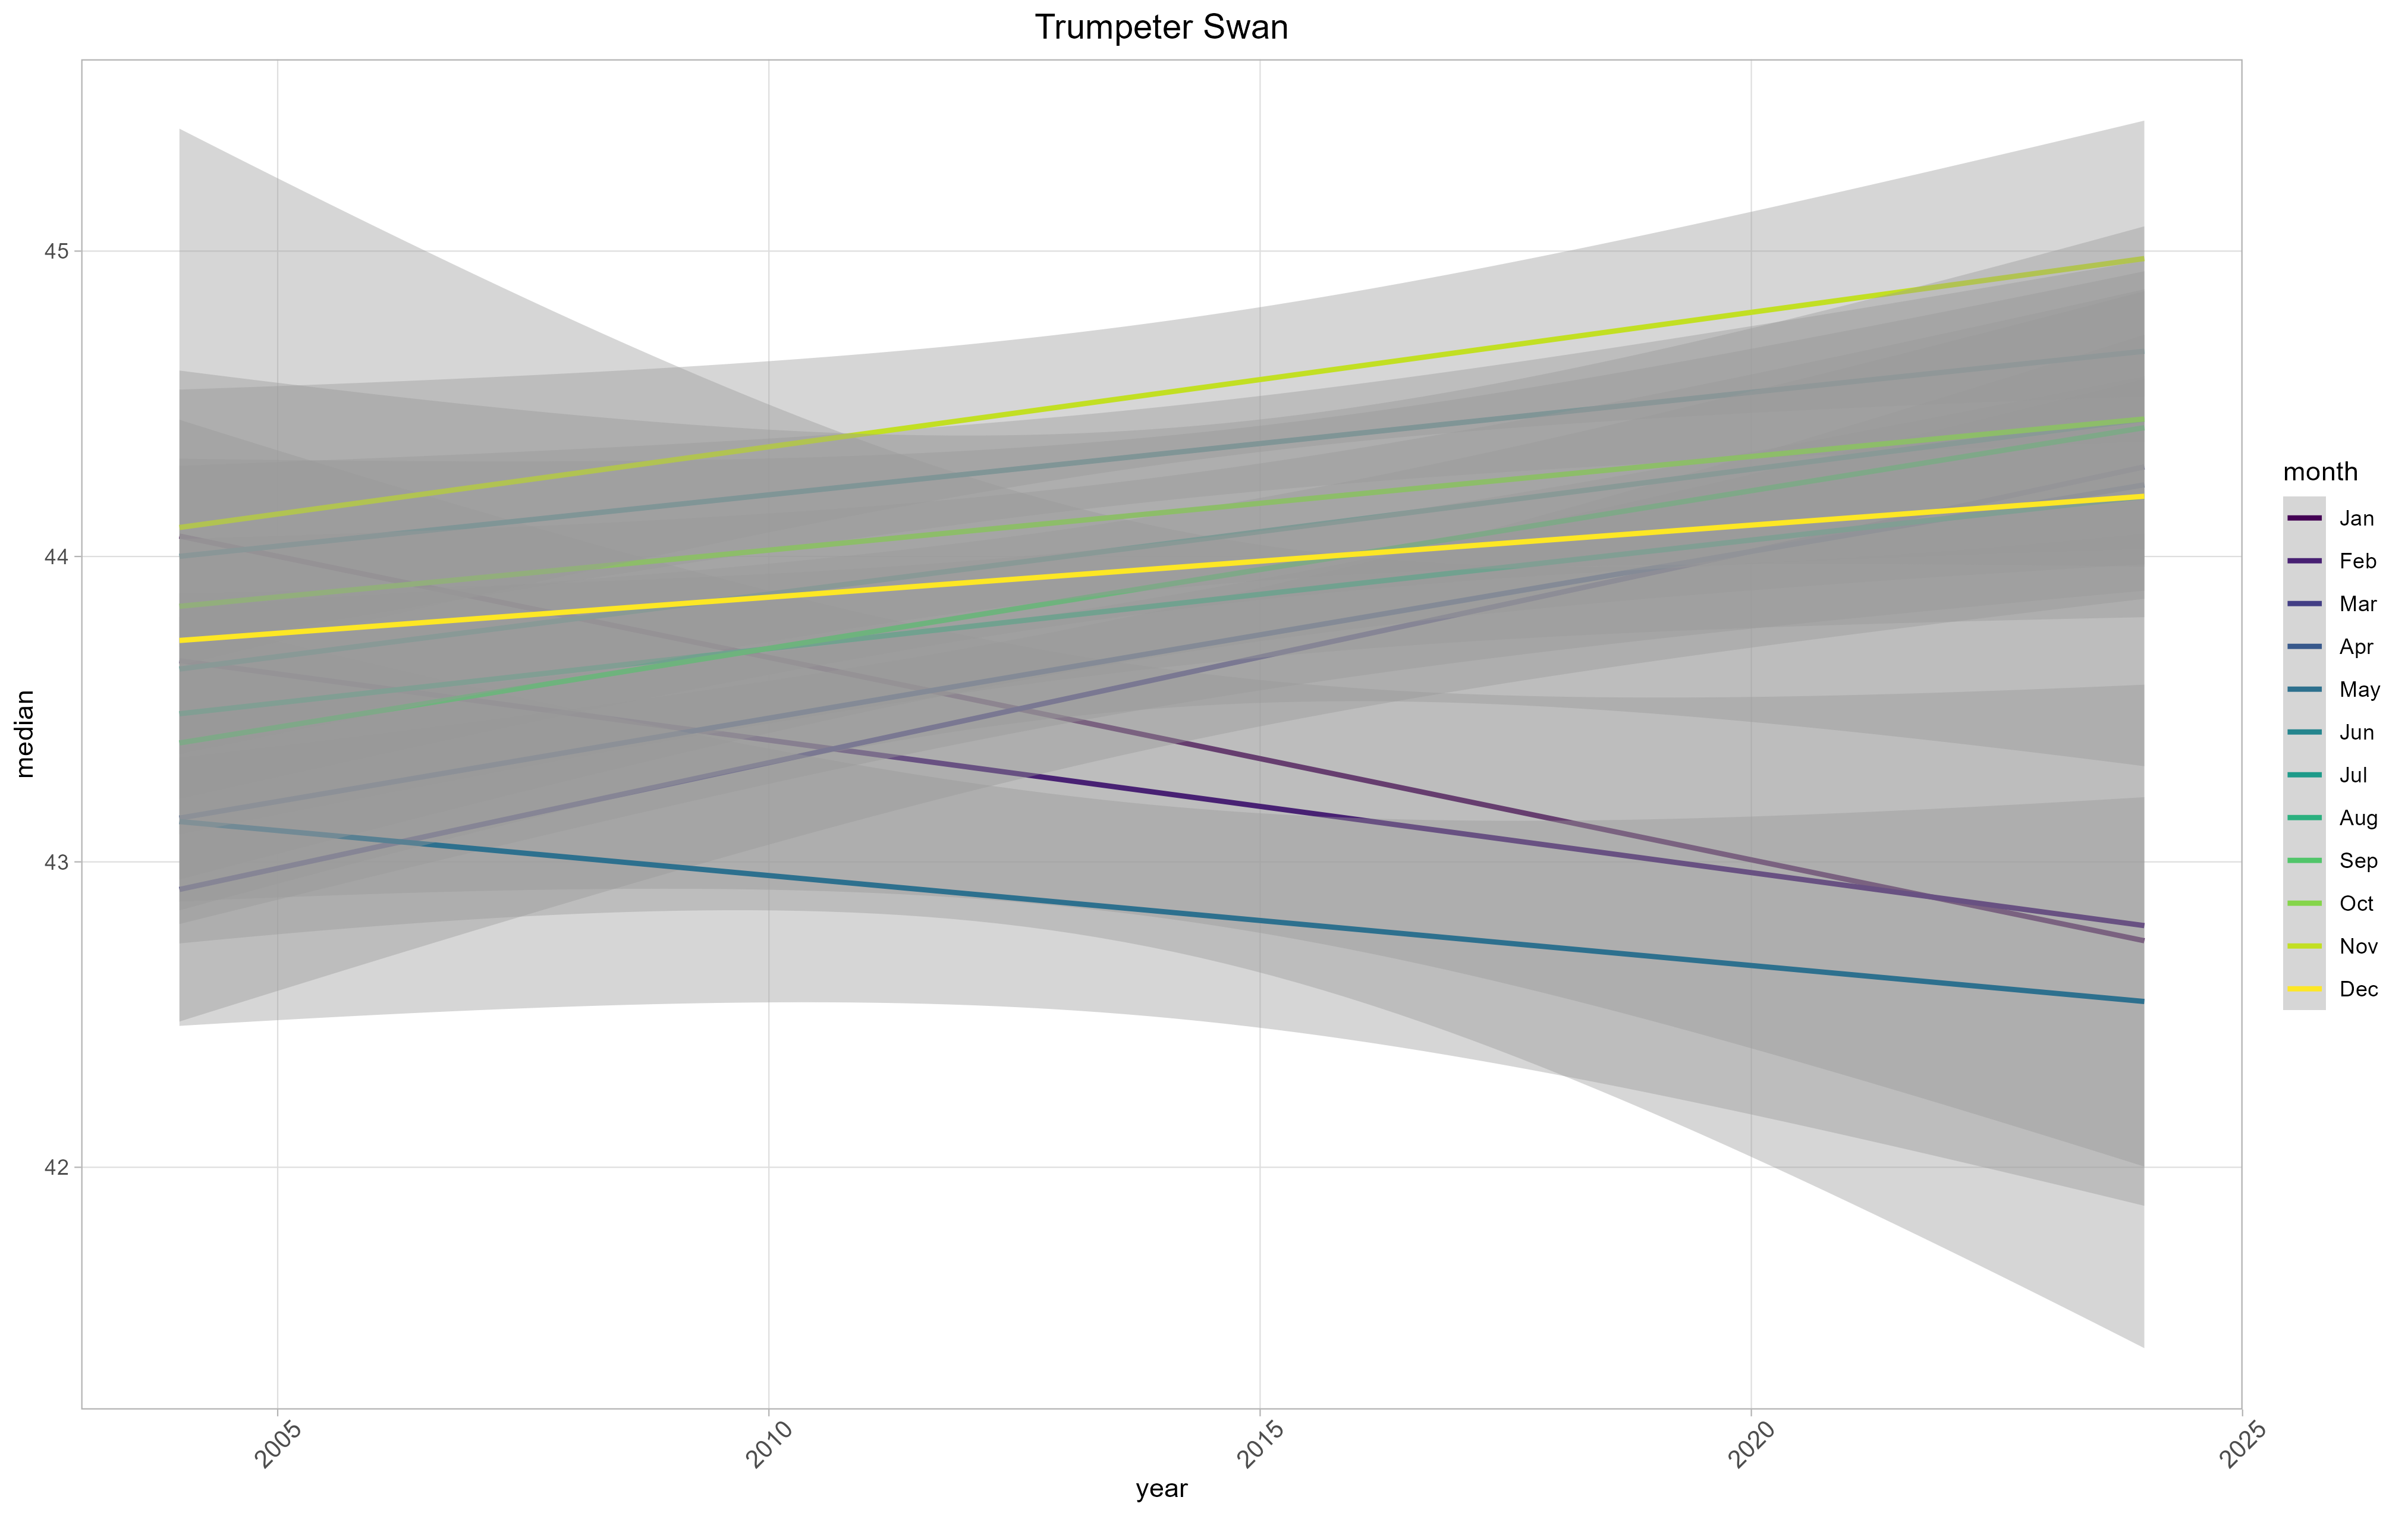 Trumpeter Swan
45
44
43
42
median
2005
2010
2015
2020
2025
year
month
Jan
Feb
Mar
Apr
May
Jun
Jul
Aug
Sep
Oct
Nov
Dec